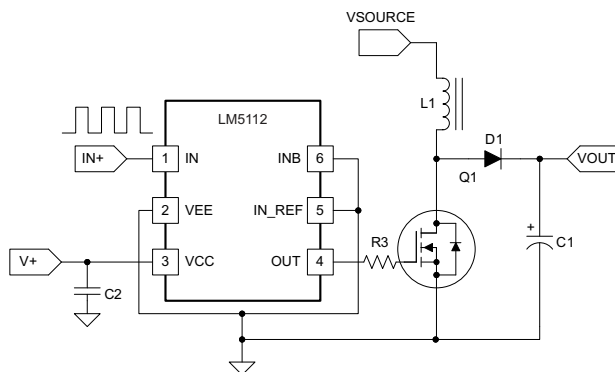 VSOURCE
L1
LM5112
D1
IN+
1
IN
INB
6
VOUT
Q1
2
VEE
IN_REF
5
R3
+
C1
V+
3
VCC
OUT
4
C2